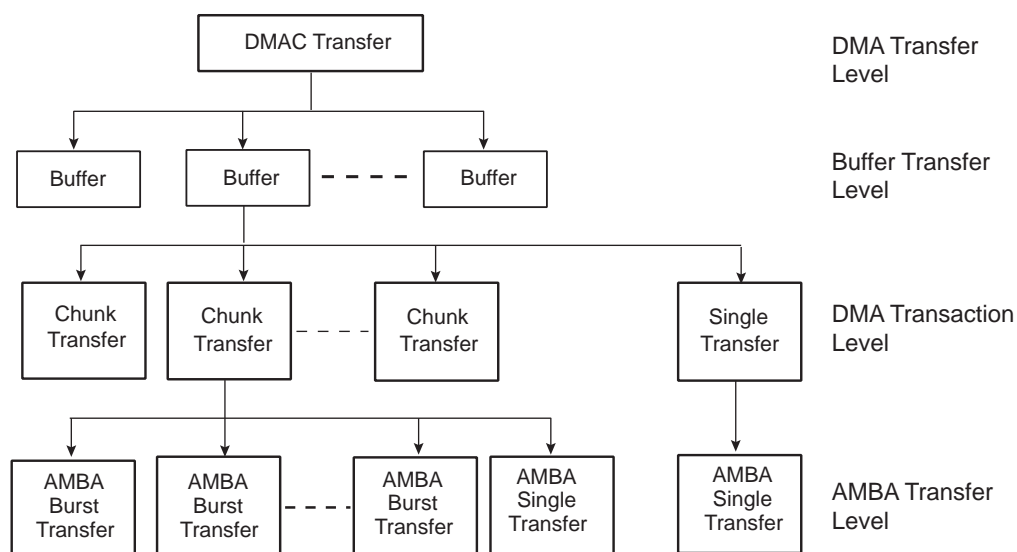 DMAC Transfer
DMA Transfer
Level
Buffer
Buffer
Buffer
Buffer Transfer
Level
Chunk
Transfer
Chunk
Transfer
Chunk
Transfer
Single
Transfer
DMA Transaction
Level
AMBA
Burst
Transfer
AMBA
Burst
Transfer
AMBA
Burst
Transfer
AMBA
Single
Transfer
AMBA
Single
Transfer
AMBA Transfer
Level